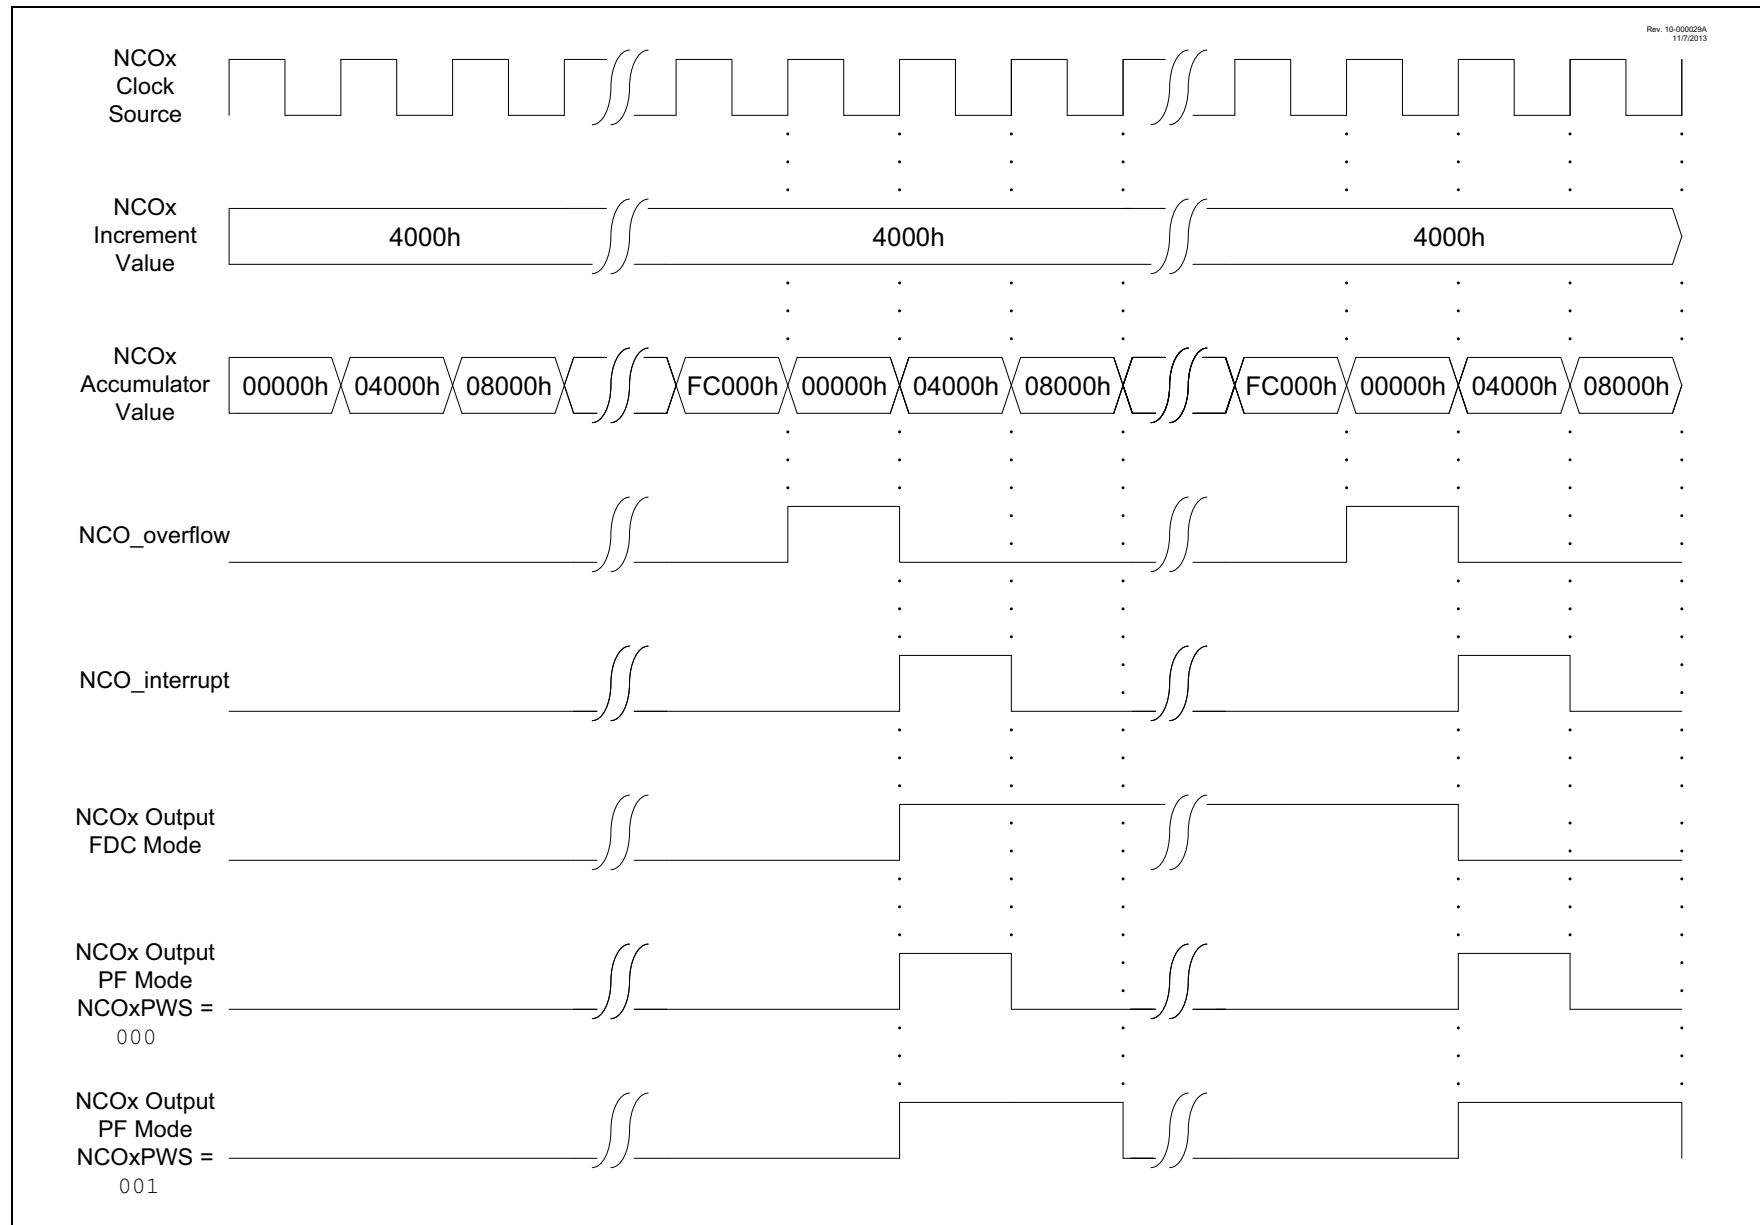 Rev. 10-000029A
11/7/2013
NCOx
Clock
Source
NCOx
Increment
Value
4000h
4000h
4000h
NCOx
Accumulator
Value
00000h 04000h 08000h FC000h 00000h 04000h 08000h FC000h 00000h 04000h 08000h
NCO_overflow
NCO_interrupt
NCOx Output
FDC Mode
NCOx Output
PF Mode
NCOxPWS =
000
NCOx Output
PF Mode
NCOxPWS =
001